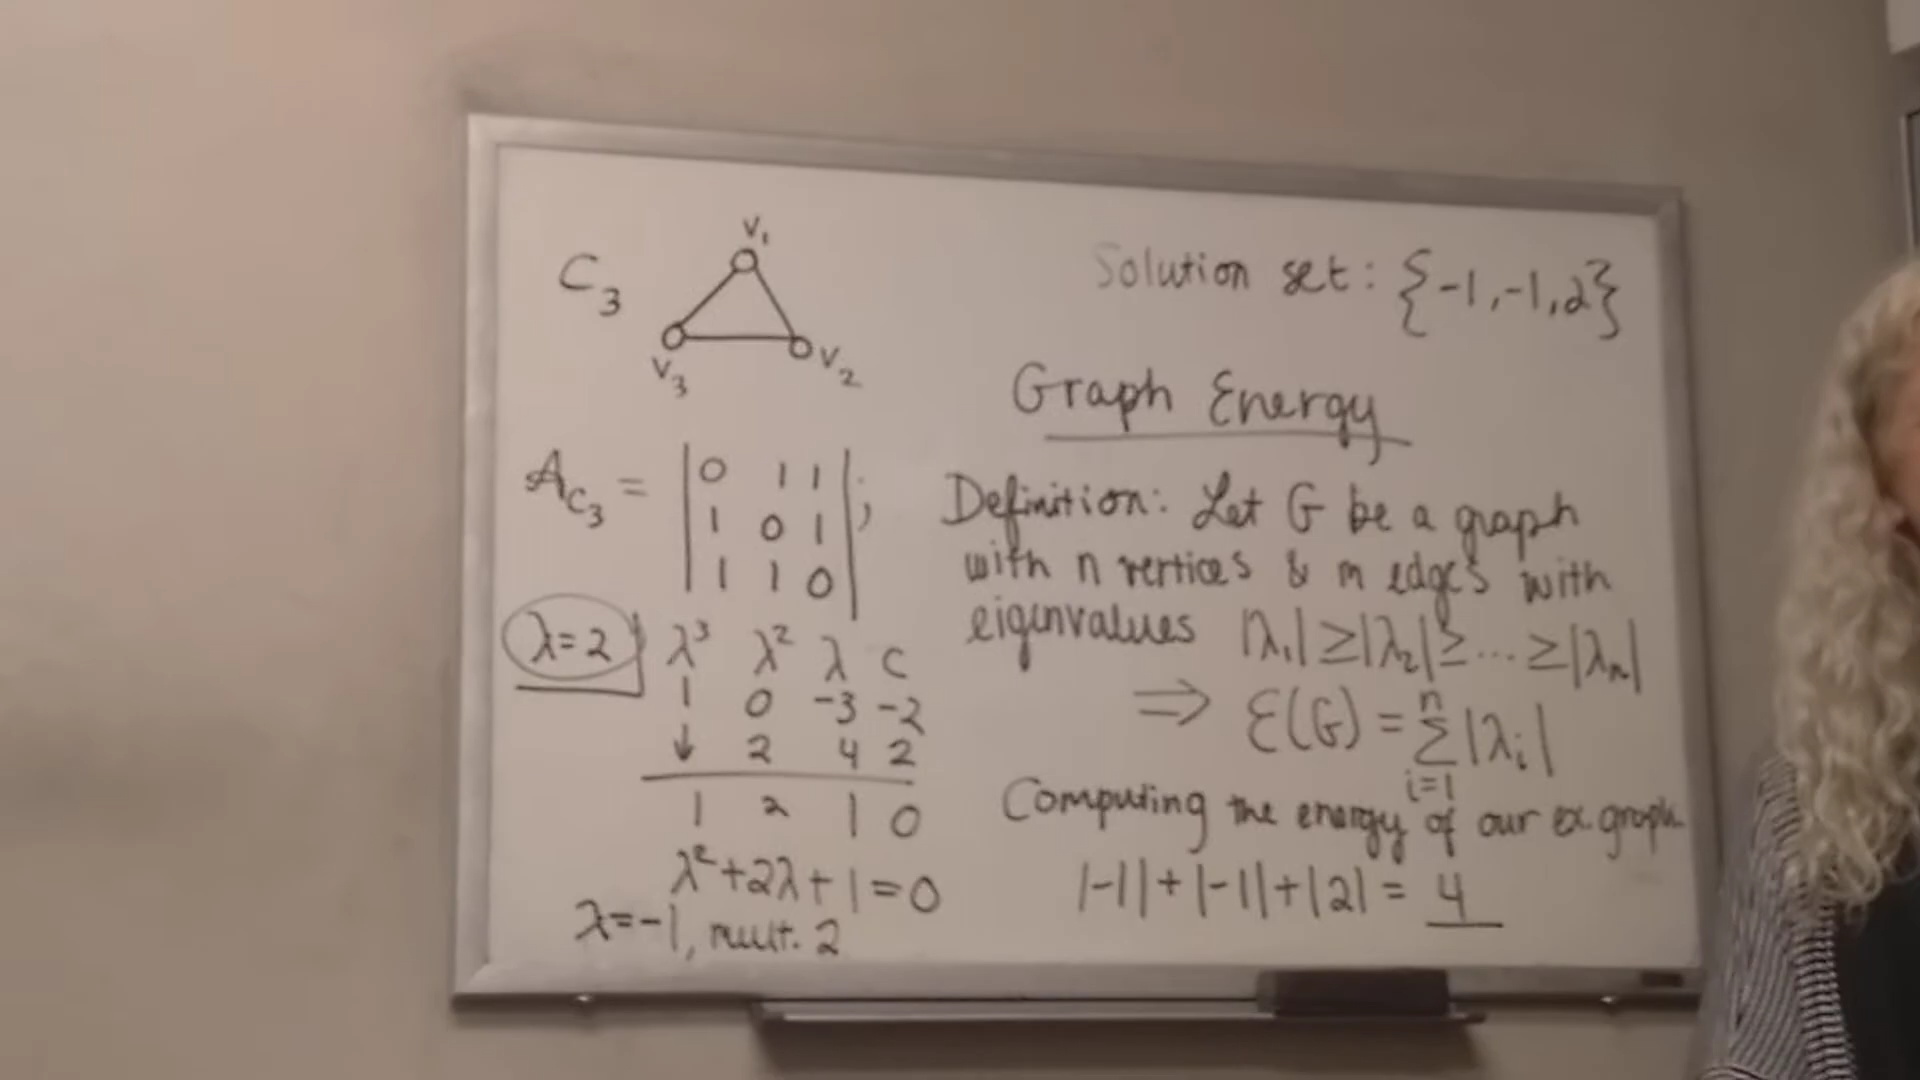 C₃
V₁
V₃
V₂
A_C₃ = | 0 1 1 | ;
| 1 0 1 |
| 1 1 0 |
λ=2 | λ³ λ² λ C
1 0 -3 -2
↓ 2 4 2
1 2 1 0
λ²+2λ+1=0
λ=-1, mult. 2
Solution set: {-1,-1,2}
Graph Energy
Definition: Let G be a graph
with n vertices & m edges with
eigenvalues |λ₁|≥|λ₂|≥...≥|λₙ|
⇒ ℰ(G) = Σ_{i=1}^{n} |λᵢ|
Computing the energy of our ex. graph
|-1|+|-1|+|2|= 4